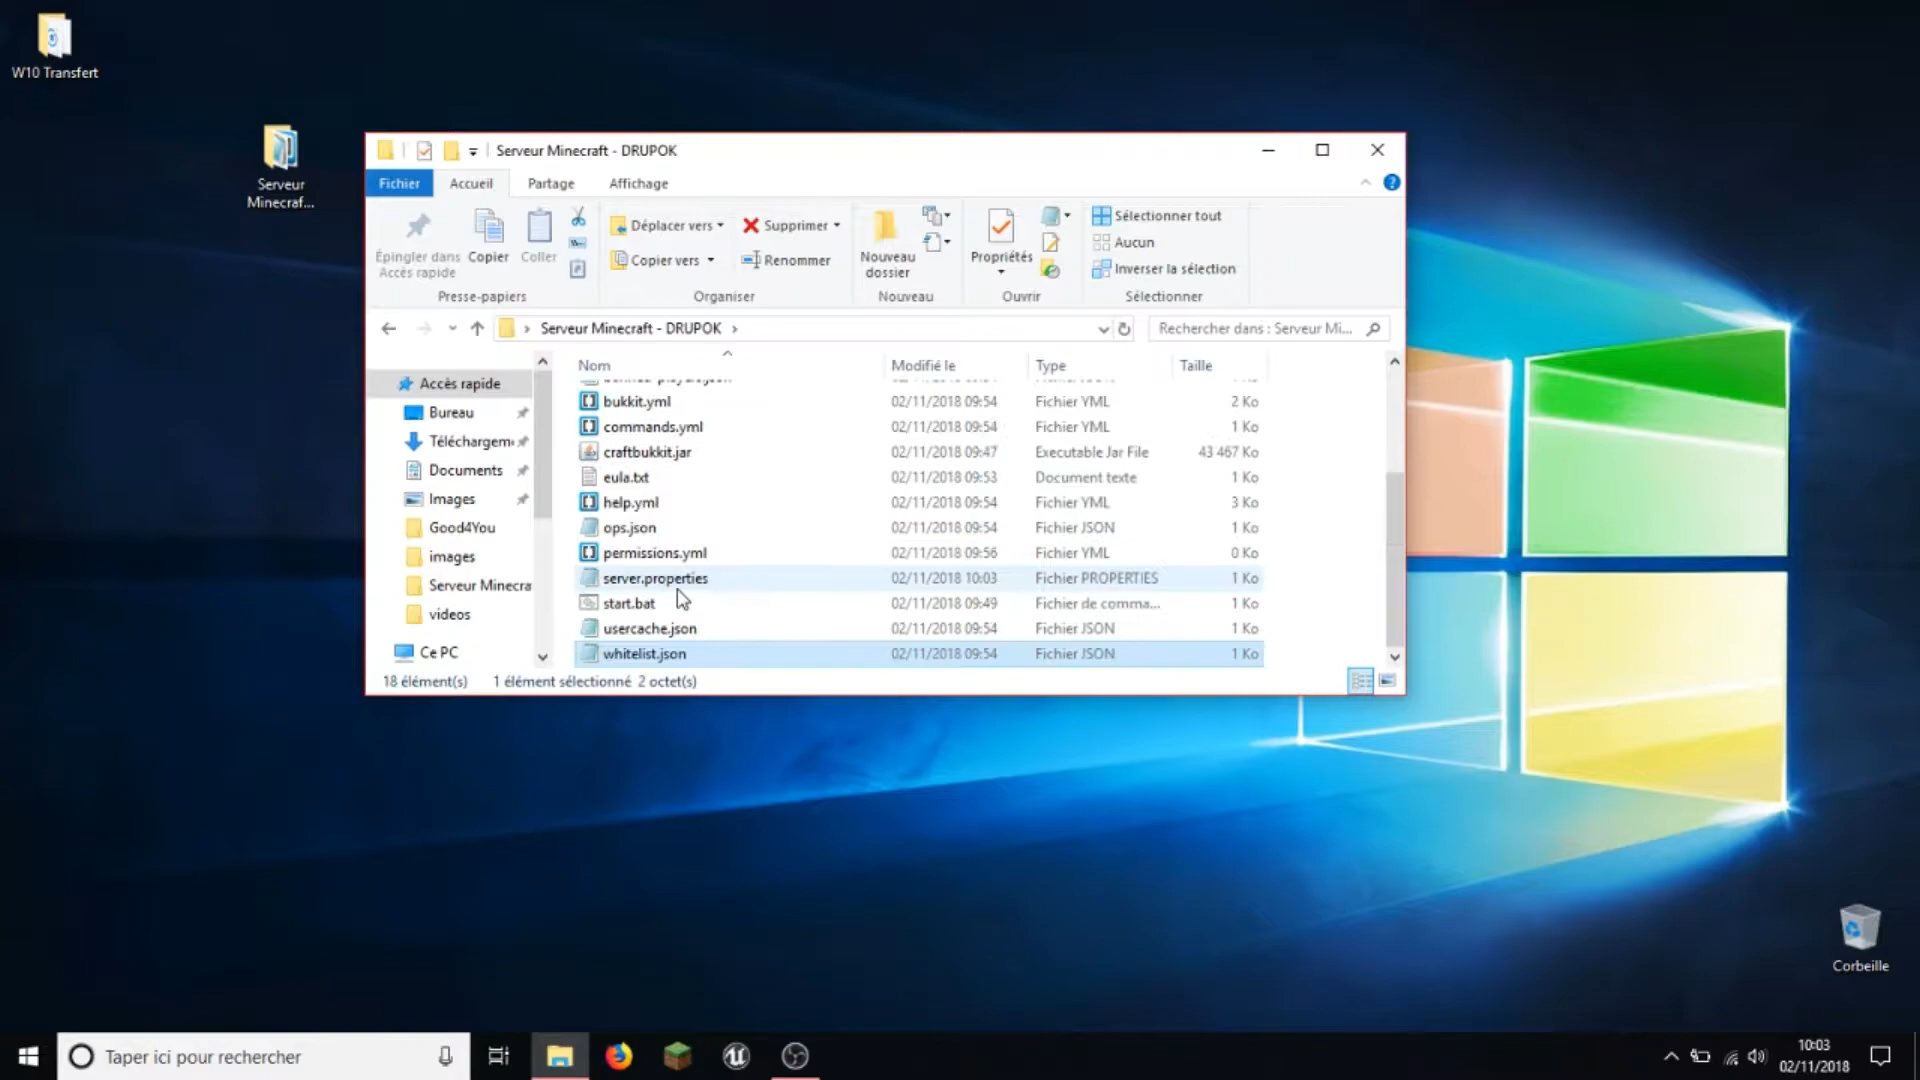 W10 Transfert
Serveur
Minecraf...
Serveur Minecraft - DRUPOK
Fichier
Accueil
Partage
Affichage
Épingler dans
Accès rapide
Copier
Coller
Presse-papiers
Déplacer vers
Copier vers
Supprimer
Renommer
Organiser
Nouveau
dossier
Nouveau
Propriétés
Ouvrir
Sélectionner tout
Aucun
Inverser la sélection
Sélectionner
Serveur Minecraft - DRUPOK
Rechercher dans : Serveur Mi...
Accès rapide
Bureau
Téléchargem
Documents
Images
Good4You
images
Serveur Minecra
videos
Ce PC
Nom Modifié le Type Taille
bukkit.yml 02/11/2018 09:54 Fichier YML 2 Ko
commands.yml 02/11/2018 09:54 Fichier YML 1 Ko
craftbukkit.jar 02/11/2018 09:47 Executable Jar File 43 467 Ko
eula.txt 02/11/2018 09:53 Document texte 1 Ko
help.yml 02/11/2018 09:54 Fichier YML 3 Ko
ops.json 02/11/2018 09:54 Fichier JSON 1 Ko
permissions.yml 02/11/2018 09:56 Fichier YML 0 Ko
server.properties 02/11/2018 10:03 Fichier PROPERTIES 1 Ko
start.bat 02/11/2018 09:49 Fichier de comma... 1 Ko
usercache.json 02/11/2018 09:54 Fichier JSON 1 Ko
whitelist.json 02/11/2018 09:54 Fichier JSON 1 Ko
18 élément(s) 1 élément sélectionné 2 octet(s)
Corbeille
Taper ici pour rechercher
10:03
02/11/2018